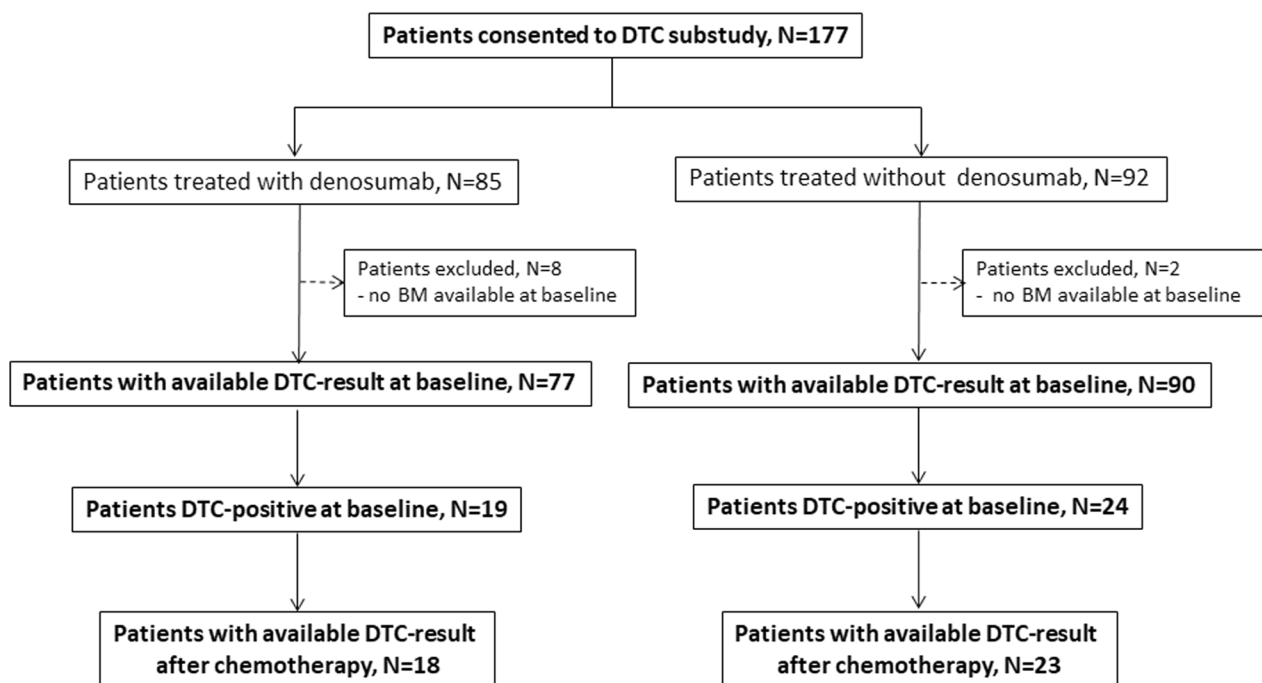 Patients consented to DTC substudy, N=177
Patients treated with denosumab, N=85
Patients treated without denosumab, N=92
Patients excluded, N=8
- no BM available at baseline
Patients excluded, N=2
- no BM available at baseline
Patients with available DTC-result at baseline, N=77
Patients with available DTC-result at baseline, N=90
Patients DTC-positive at baseline, N=19
Patients DTC-positive at baseline, N=24
Patients with available DTC-result
after chemotherapy, N=18
Patients with available DTC-result
after chemotherapy, N=23